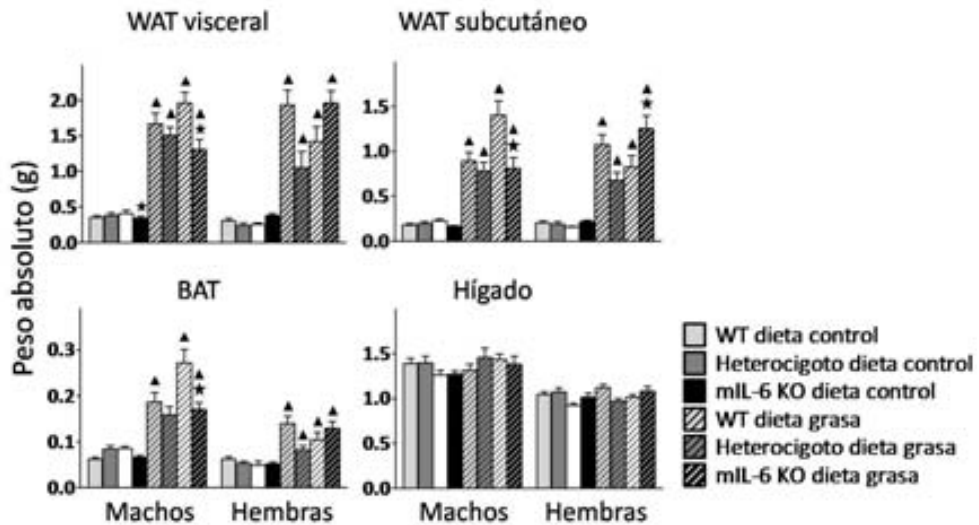 WAT visceral
WAT subcutáneo
Peso absoluto (g)
2.0
1.5
1.0
0.5
0.0
1.5
1.0
0.5
0.0
BAT
Hígado
0.3
0.2
0.1
0.0
1.5
1.0
0.5
0.0
Machos Hembras
Machos Hembras
WT dieta control
Heterocigoto dieta control
mIL-6 KO dieta control
WT dieta grasa
Heterocigoto dieta grasa
mIL-6 KO dieta grasa